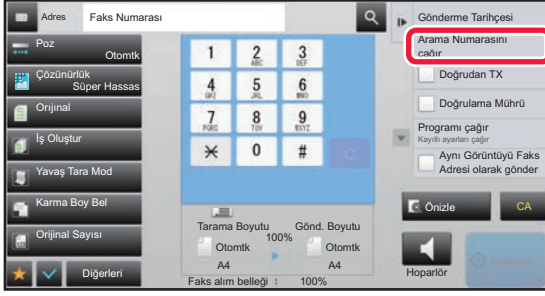 Adres
Faks Numarası
Gönderme Tarihçesi
Poz
Otomtk
Arama Numarasını
çağır
Çözünürlük
Süper Hassas
Doğrudan TX
Orijinal
Doğrulama Mührü
İş Oluştur
Programı çağır
Kayıtlı ayarları çağır
Yavaş Tara Mod
Aynı Görüntüyü Faks
Adresi olarak gönder
Karma Boy Bel
Orijinal Sayısı
Diğerleri
1
2 ABC
3 DEF
4 GHI
5 JKL
6 MNO
7 PQRS
8 TUV
9 WXYZ
0
#
C
Tarama Boyutu
Gönd. Boyutu
100%
Otomtk
Otomtk
A4
A4
Faks alım belleği : 100%
Önizle
CA
Hoparlör